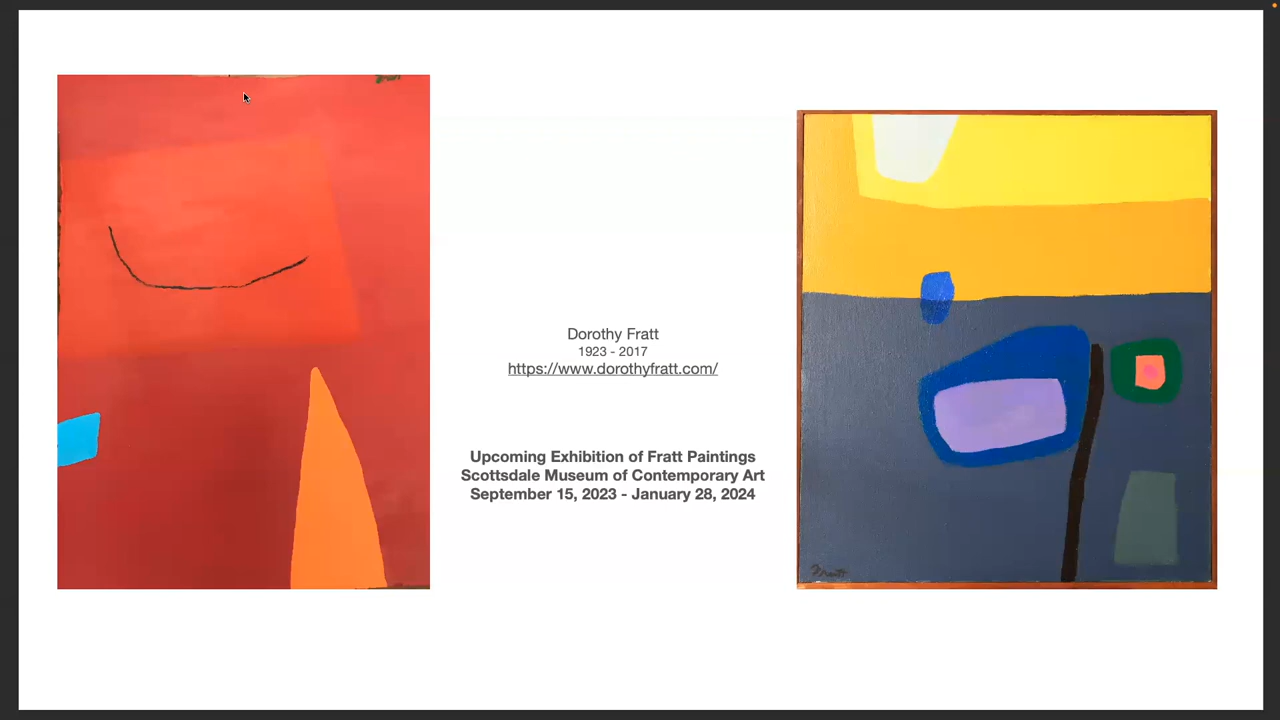 Dorothy Fratt
1923 - 2017
https://www.dorothyfratt.com/
Upcoming Exhibition of Fratt Paintings
Scottsdale Museum of Contemporary Art
September 15, 2023 - January 28, 2024
Fratt